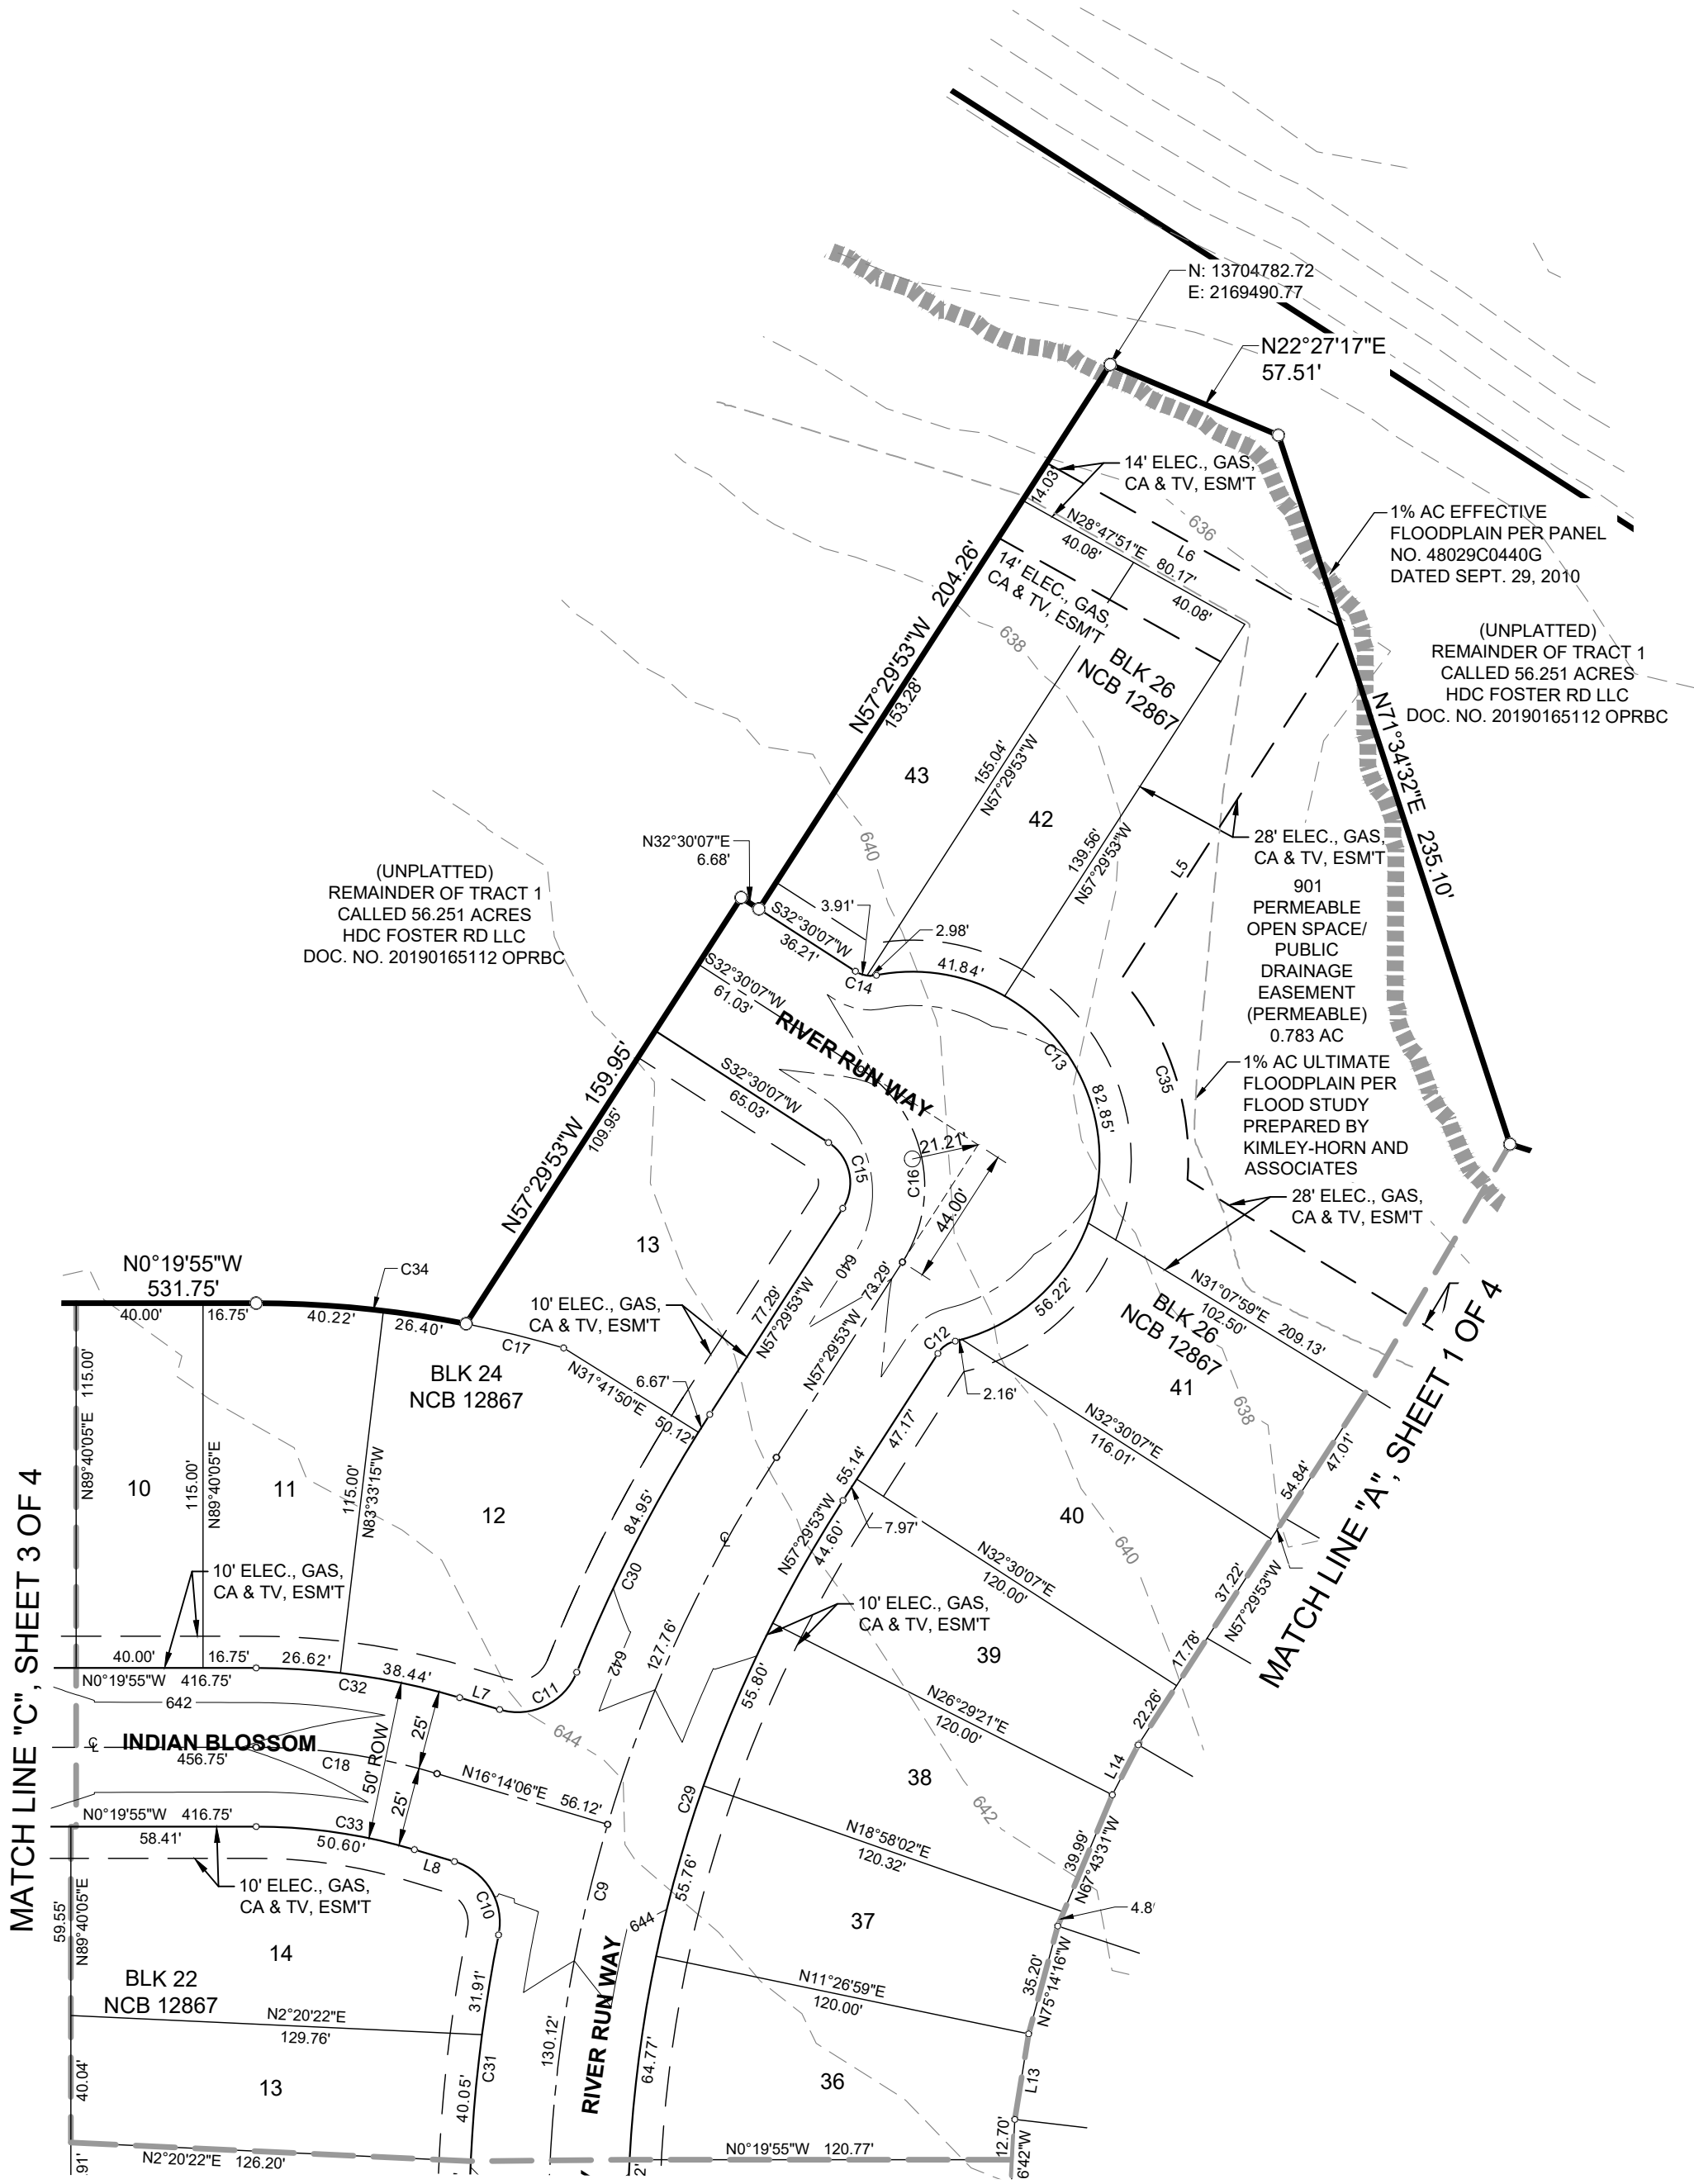 N: 13704782.72
E: 2169490.77
N22°27'17"E
57.51'
14' ELEC., GAS,
CA & TV, ESM'T
14.03'
N28°47'51"E
80.17'
40.08'
40.08'
L6
636
1% AC EFFECTIVE
FLOODPLAIN PER PANEL
NO. 48029C0440G
DATED SEPT. 29, 2010
14' ELEC., GAS,
CA & TV, ESM'T
N57°29'53"W 204.26'
153.28'
638
BLK 26
NCB 12867
(UNPLATTED)
REMAINDER OF TRACT 1
CALLED 56.251 ACRES
HDC FOSTER RD LLC
DOC. NO. 20190165112 OPRBC
N71°34'32"E 235.10'
43
155.04'
N57°29'53"W
42
139.56'
N57°29'53"W
640
N32°30'07"E
6.68'
28' ELEC., GAS,
CA & TV, ESM'T
L5
(UNPLATTED)
REMAINDER OF TRACT 1
CALLED 56.251 ACRES
HDC FOSTER RD LLC
DOC. NO. 20190165112 OPRBC
901
PERMEABLE
OPEN SPACE/
PUBLIC
DRAINAGE
EASEMENT
(PERMEABLE)
0.783 AC
3.91'
S32°30'07"W
36.21'
2.98'
41.84'
C14
S32°30'07"W
61.03'
RIVER RUN WAY
C13
82.85'
C35
1% AC ULTIMATE
FLOODPLAIN PER
FLOOD STUDY
PREPARED BY
KIMLEY-HORN AND
ASSOCIATES
N57°29'53"W 159.95'
109.95'
S32°30'07"W
65.03'
C15
C16
21.21'
44.00'
28' ELEC., GAS,
CA & TV, ESM'T
13
640
N0°19'55"W
531.75'
C34
40.00'
16.75'
40.22'
26.40'
C17
10' ELEC., GAS,
CA & TV, ESM'T
77.29'
N57°29'53"W
N57°29'53"W 73.29'
56.22'
C12
2.16'
N31°07'59"E 209.13'
102.50'
BLK 26
NCB 12867
41
638
MATCH LINE "A", SHEET 1 OF 4
BLK 24
NCB 12867
N31°41'50"E
50.12'
6.67'
N32°30'07"E
116.01'
54.84'
47.01'
MATCH LINE "C", SHEET 3 OF 4
115.00'
N89°40'05"E
10
115.00'
N89°40'05"E
11
115.00'
N83°33'15"W
12
84.95'
C30
℄
47.17'
N57°29'53"W 55.14'
44.60'
7.97'
40
640
N32°30'07"E
120.00'
37.22'
N57°29'53"W
10' ELEC., GAS,
CA & TV, ESM'T
10' ELEC., GAS,
CA & TV, ESM'T
39
17.78'
22.26'
40.00'
16.75'
26.62'
38.44'
N0°19'55"W 416.75'
C32
L7
C11
642
127.76'
55.80'
N26°29'21"E
120.00'
642
644
℄ INDIAN BLOSSOM
456.75'
C18
50' ROW
25'
25'
N16°14'06"E 56.12'
38
L14
C29
642
N0°19'55"W 416.75'
58.41'
C33
50.60'
L8
C10
N18°58'02"E
120.32'
39.99'
N67°43'31"W
10' ELEC., GAS,
CA & TV, ESM'T
C9
644
55.76'
37
4.8'
59.55'
N89°40'05"E
14
BLK 22
NCB 12867
31.91'
RIVER RUN WAY
N11°26'59"E
120.00'
35.20'
N75°14'16"W
N2°20'22"E
129.76'
130.12'
40.04'
13
C31
40.05'
64.77'
36
L13
12.70'
6'42"W
N2°20'22"E 126.20'
.91'
N0°19'55"W 120.77'
2'